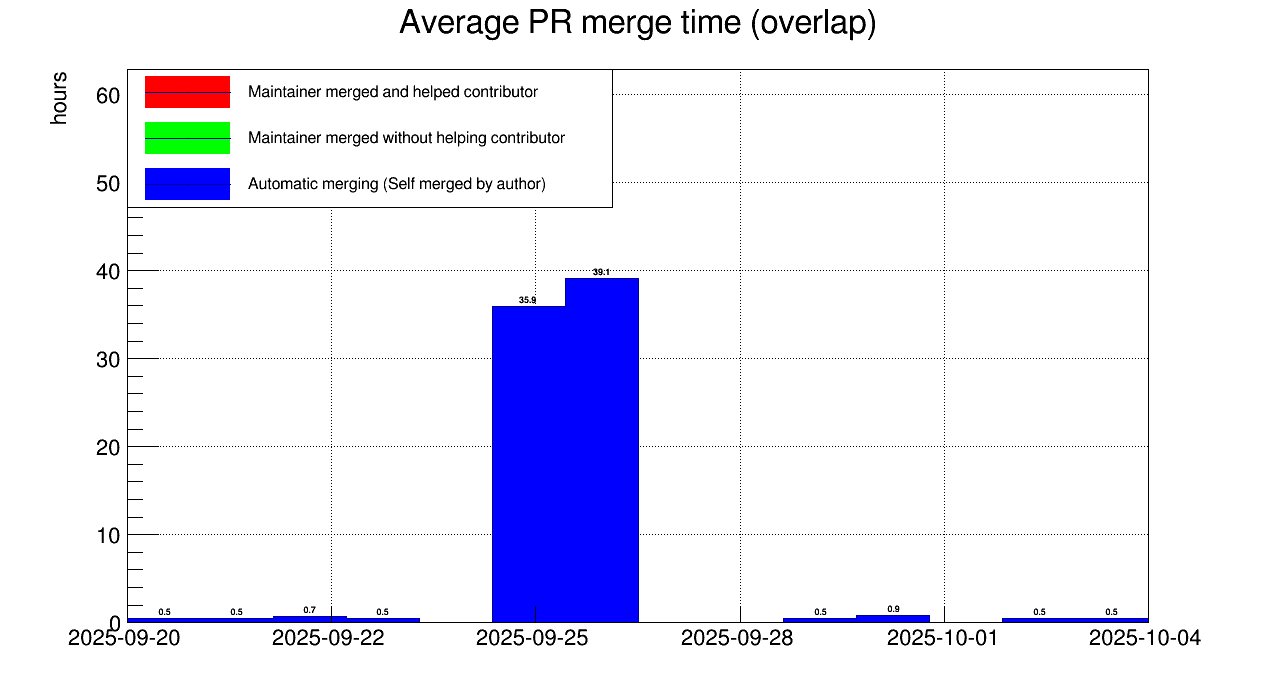 Average PR merge time (overlap)
hours
Maintainer merged and helped contributor
Maintainer merged without helping contributor
Automatic merging (Self merged by author)
60
50
40
30
20
10
0
39.1
35.9
0.5 0.5 0.7 0.5 0.5 0.9 0.5 0.5
2025-09-20 2025-09-22 2025-09-25 2025-09-28 2025-10-01 2025-10-04